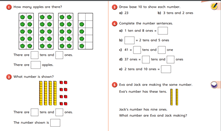 1 How many apples are there?
There are tens and ones.
There are apples.
2 What number is shown?
There are tens and ones.
The number shown is
3 Draw base 10 to show each number.
a) 23
b) 3 tens and 2 ones
4 Complete the number sentences.
a) 1 ten and 8 ones =
b) = 2 tens and 5 ones
c) 41 = tens and one
d) 31 ones = tens and ones
e) 2 tens and 16 ones =
5 Eva and Jack are making the same number.
Eva's number has three tens.
Jack's number has nine ones.
What number are Eva and Jack making?